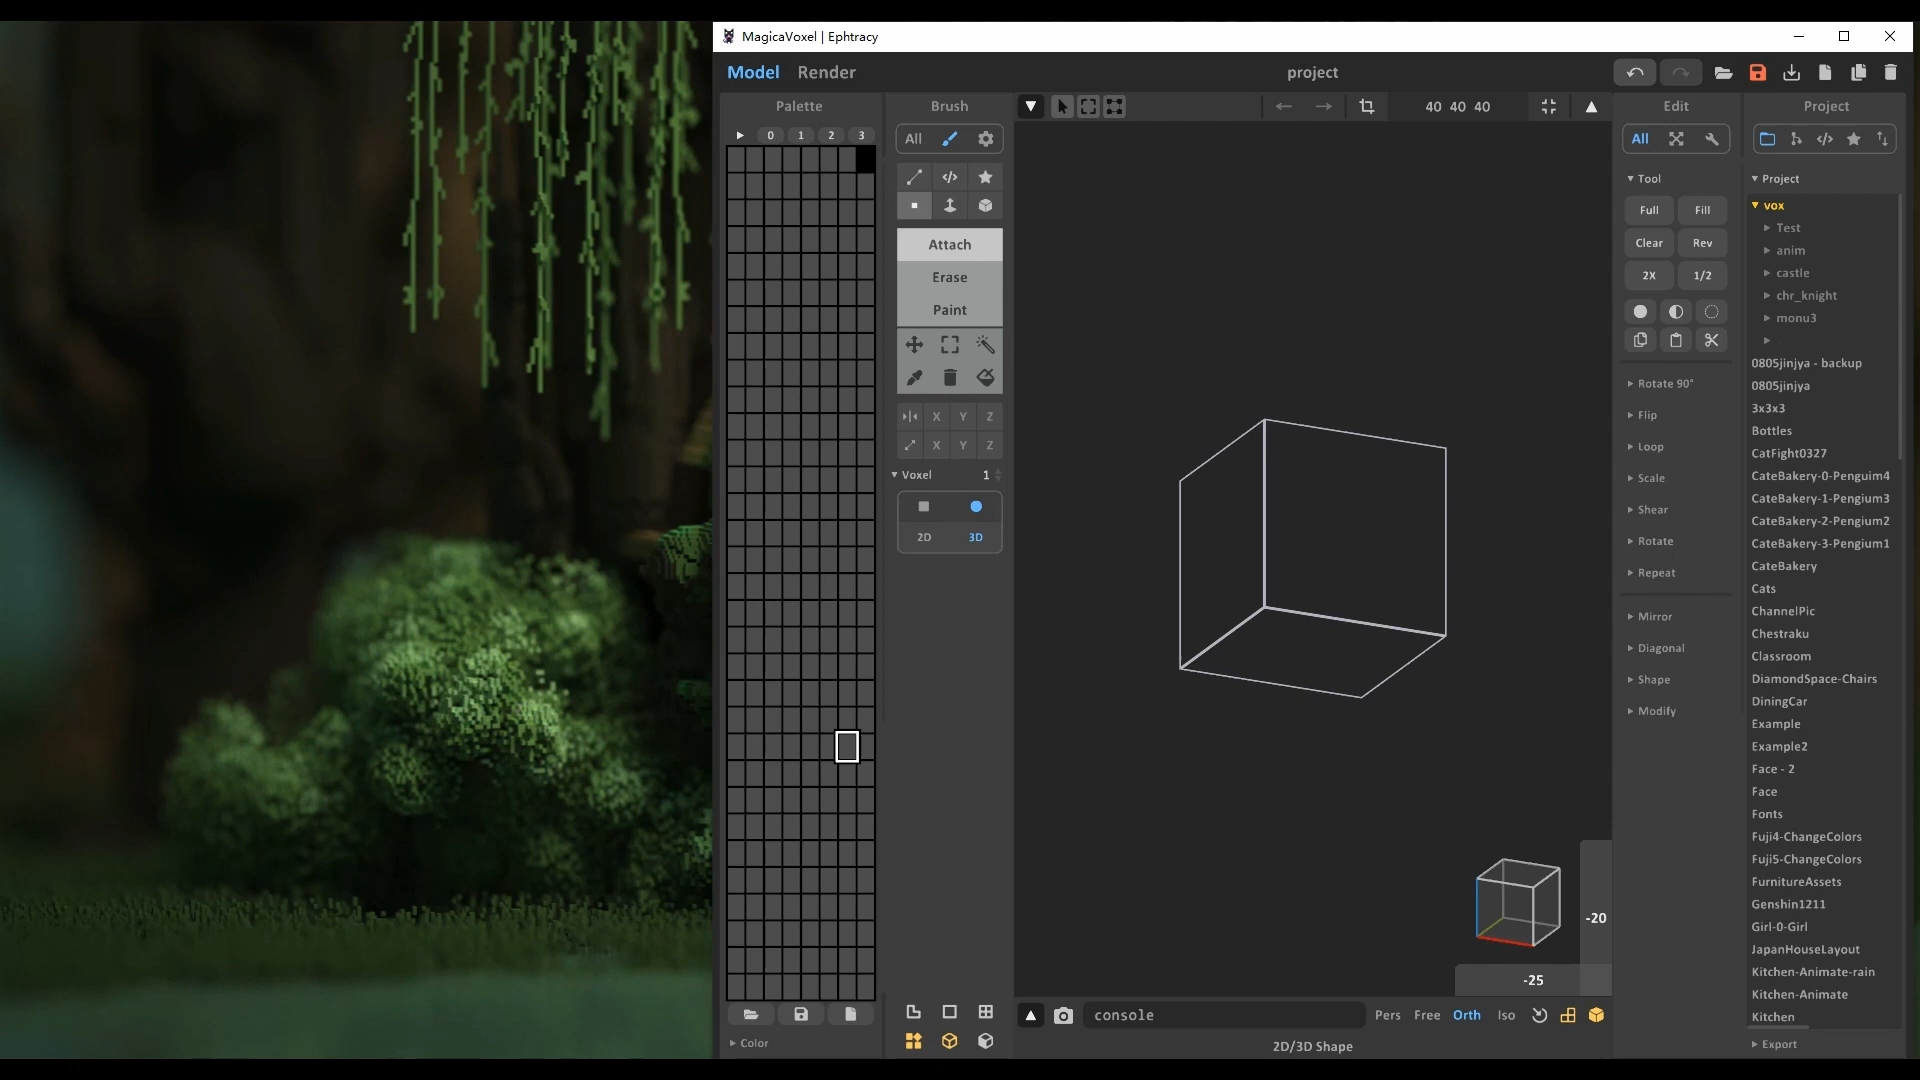 MagicaVoxel | Ephtracy
Model Render
project
Palette
Brush
40 40 40
Edit
Project
0 1 2 3
All
All
Tool
Project
Full Fill
Clear Rev
2X 1/2
Attach
Erase
Paint
X Y Z
X Y Z
Voxel 1
2D 3D
Rotate 90°
Flip
Loop
Scale
Shear
Rotate
Repeat
Mirror
Diagonal
Shape
Modify
vox
Test
anim
castle
chr_knight
monu3
0805jinjya - backup
0805jinjya
3x3x3
Bottles
CatFight0327
CateBakery-0-Penguim4
CateBakery-1-Pengium3
CateBakery-2-Pengium2
CateBakery-3-Pengium1
CateBakery
Cats
ChannelPic
Chestraku
Classroom
DiamondSpace-Chairs
DiningCar
Example
Example2
Face - 2
Face
Fonts
Fuji4-ChangeColors
Fuji5-ChangeColors
FurnitureAssets
Genshin1211
Girl-0-Girl
JapanHouseLayout
Kitchen-Animate-rain
Kitchen-Animate
Kitchen
Export
-20
-25
console
Pers Free Orth Iso
Color
2D/3D Shape